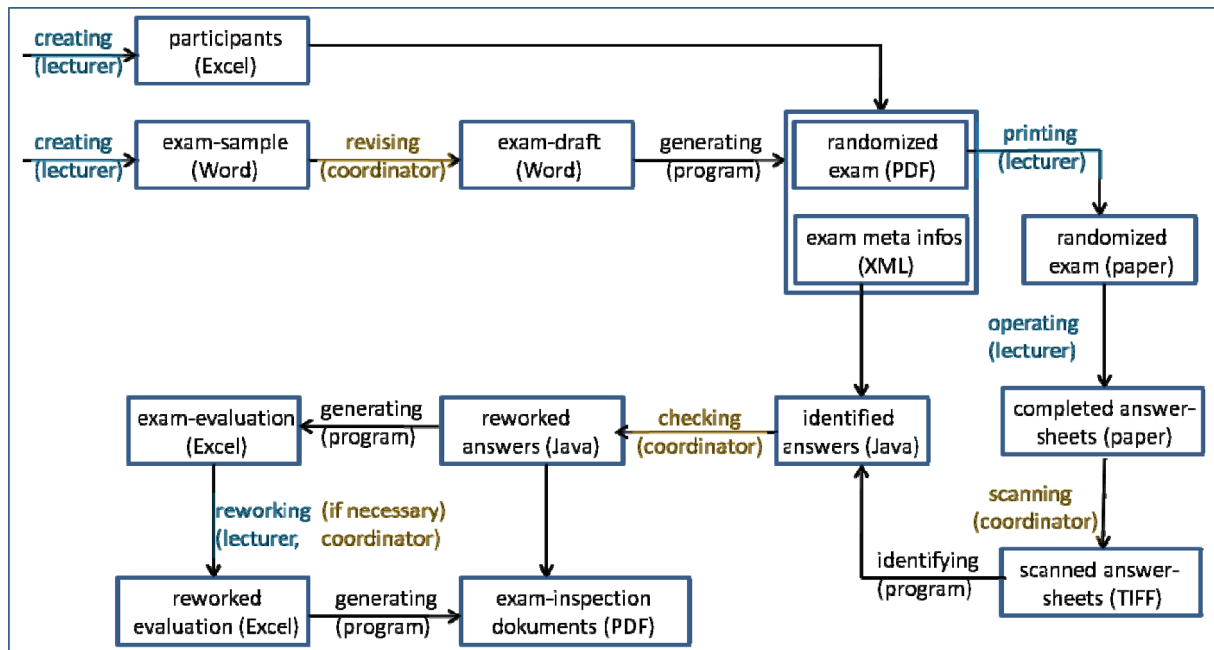 creating
(lecturer)
participants
(Excel)
creating
(lecturer)
exam-sample
(Word)
revising
(coordinator)
exam-draft
(Word)
generating
(program)
randomized
exam (PDF)
printing
(lecturer)
exam meta infos
(XML)
randomized
exam (paper)
operating
(lecturer)
exam-evaluation
(Excel)
generating
(program)
reworked
answers (Java)
checking
(coordinator)
identified
answers (Java)
completed answer-
sheets (paper)
scanning
(coordinator)
reworking (if necessary)
(lecturer, coordinator)
identifying
(program)
scanned answer-
sheets (TIFF)
reworked
evaluation (Excel)
generating
(program)
exam-inspection
dokuments (PDF)